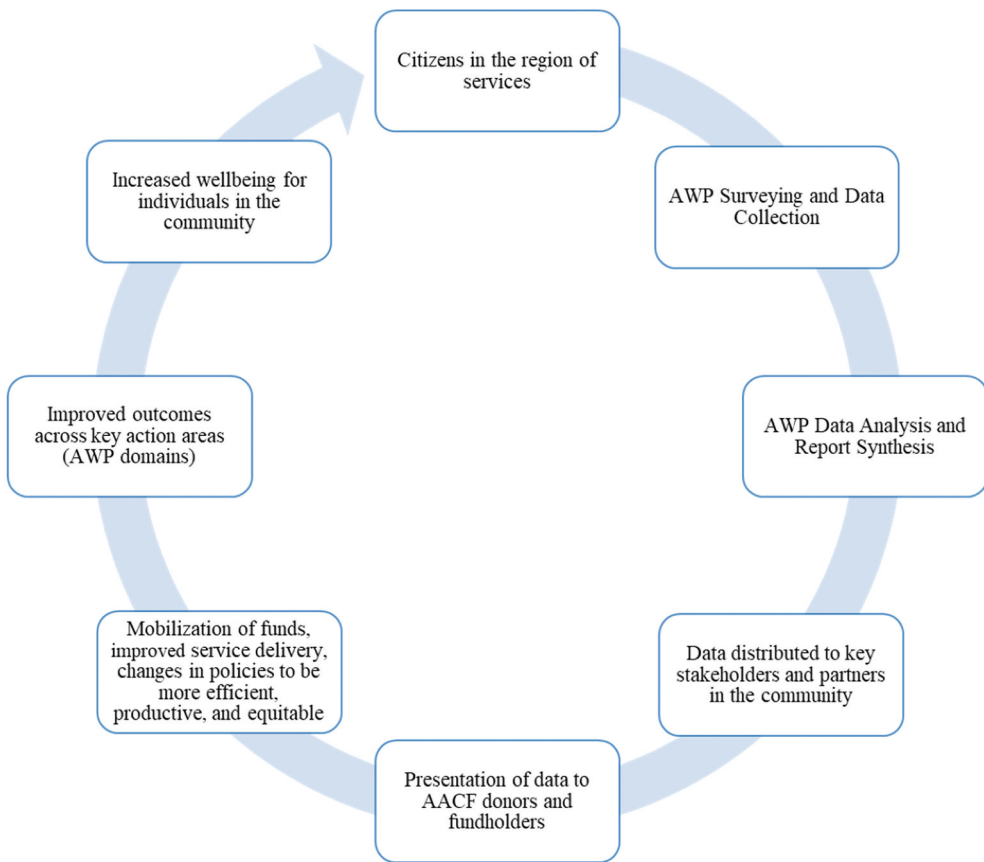 Citizens in the region of
services
AWP Surveying and Data
Collection
AWP Data Analysis and
Report Synthesis
Data distributed to key
stakeholders and partners
in the community
Presentation of data to
AACF donors and
fundholders
Mobilization of funds,
improved service delivery,
changes in policies to be
more efficient,
productive, and equitable
Improved outcomes
across key action areas
(AWP domains)
Increased wellbeing for
individuals in the
community